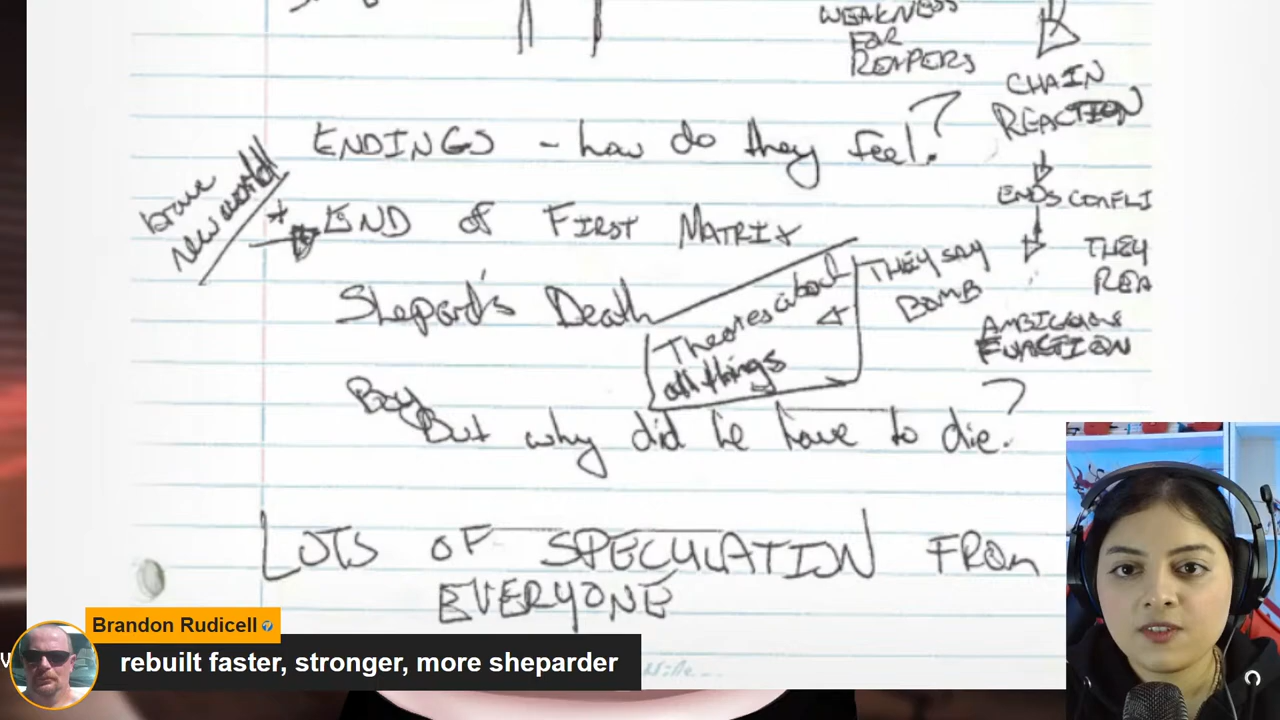 WEAKNESS
FOR
REAPERS
CHAIN
REACTION
ENDINGS - how do they feel?
ENDS CONFLI
brave
new world
* END of FIRST MATRIX
THEY
REA
THEY SAY
BOMB
Shepard's Death
Theories about
all things
AMBIGUOUS
FUNCTION
Boy
But why did he have to die?
LOTS OF SPECULATION FROM
EVERYONE
Brandon Rudicell
rebuilt faster, stronger, more sheparder